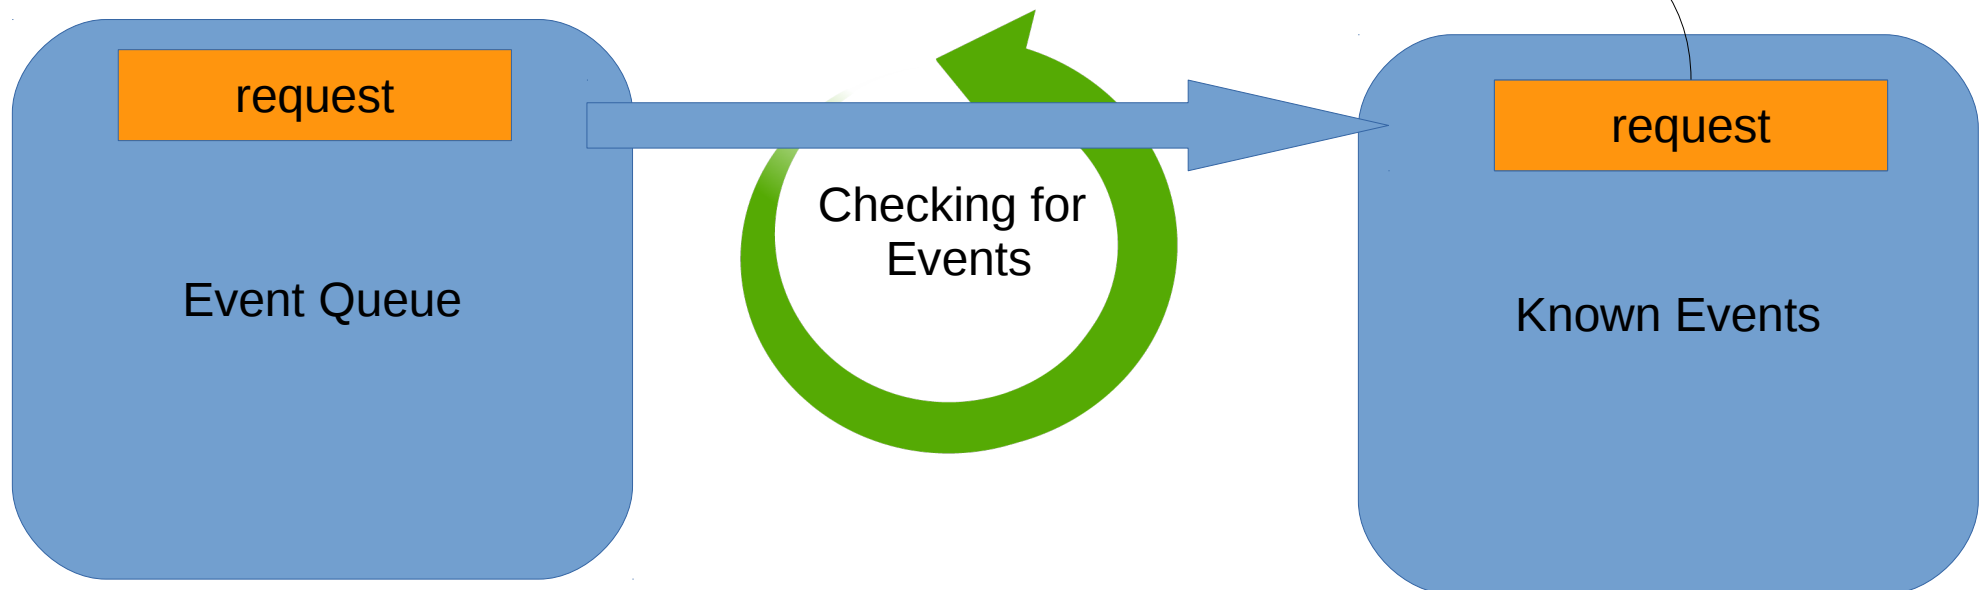 request
request
Checking for
Events
Event Queue
Known Events